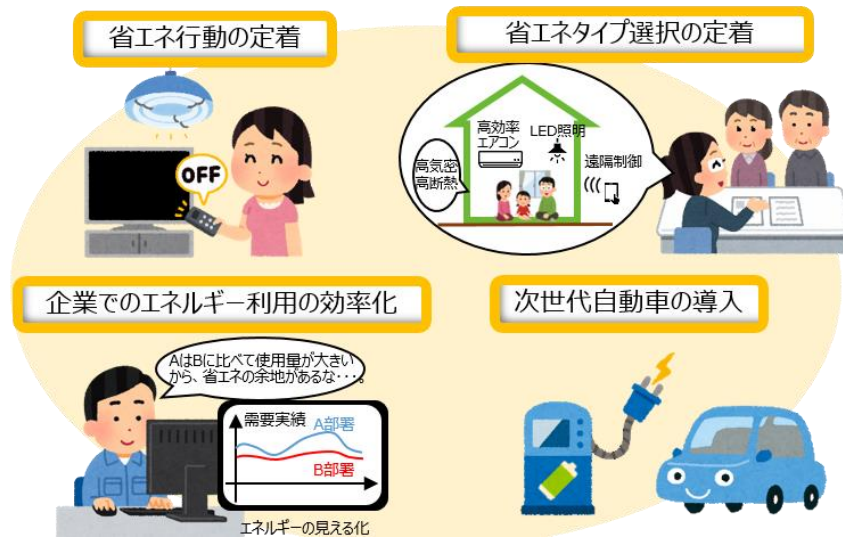 省エネ行動の定着
OFF
省エネタイプ選択の定着
高気密
高断熱
高効率
エアコン
LED照明
遠隔制御
企業でのエネルギー利用の効率化
AはBに比べて使用量が大きい
から、省エネの余地があるな・・・。
需要実績
A部署
B部署
エネルギーの見える化
次世代自動車の導入